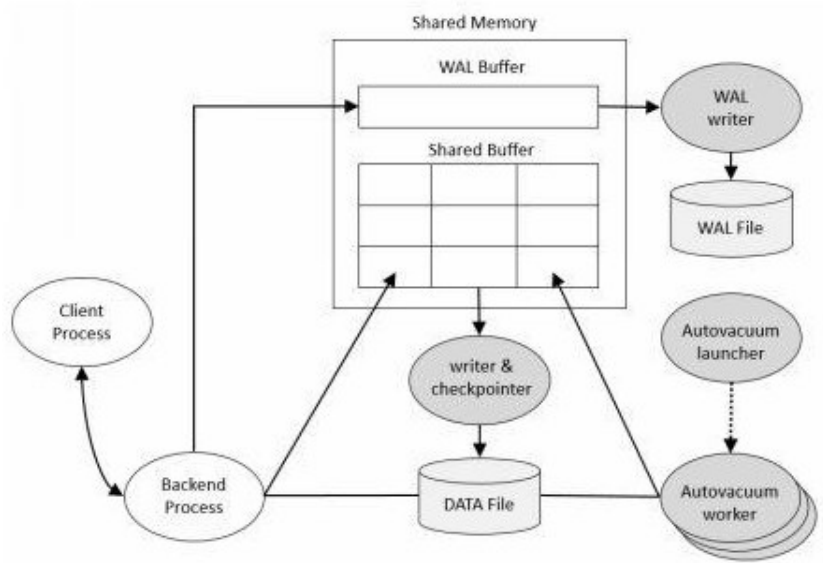 Shared Memory
WAL Buffer
WAL
writer
Shared Buffer
WAL File
Client
Process
Autovacuum
launcher
writer &
checkpointer
Backend
Process
DATA File
Autovacuum
worker